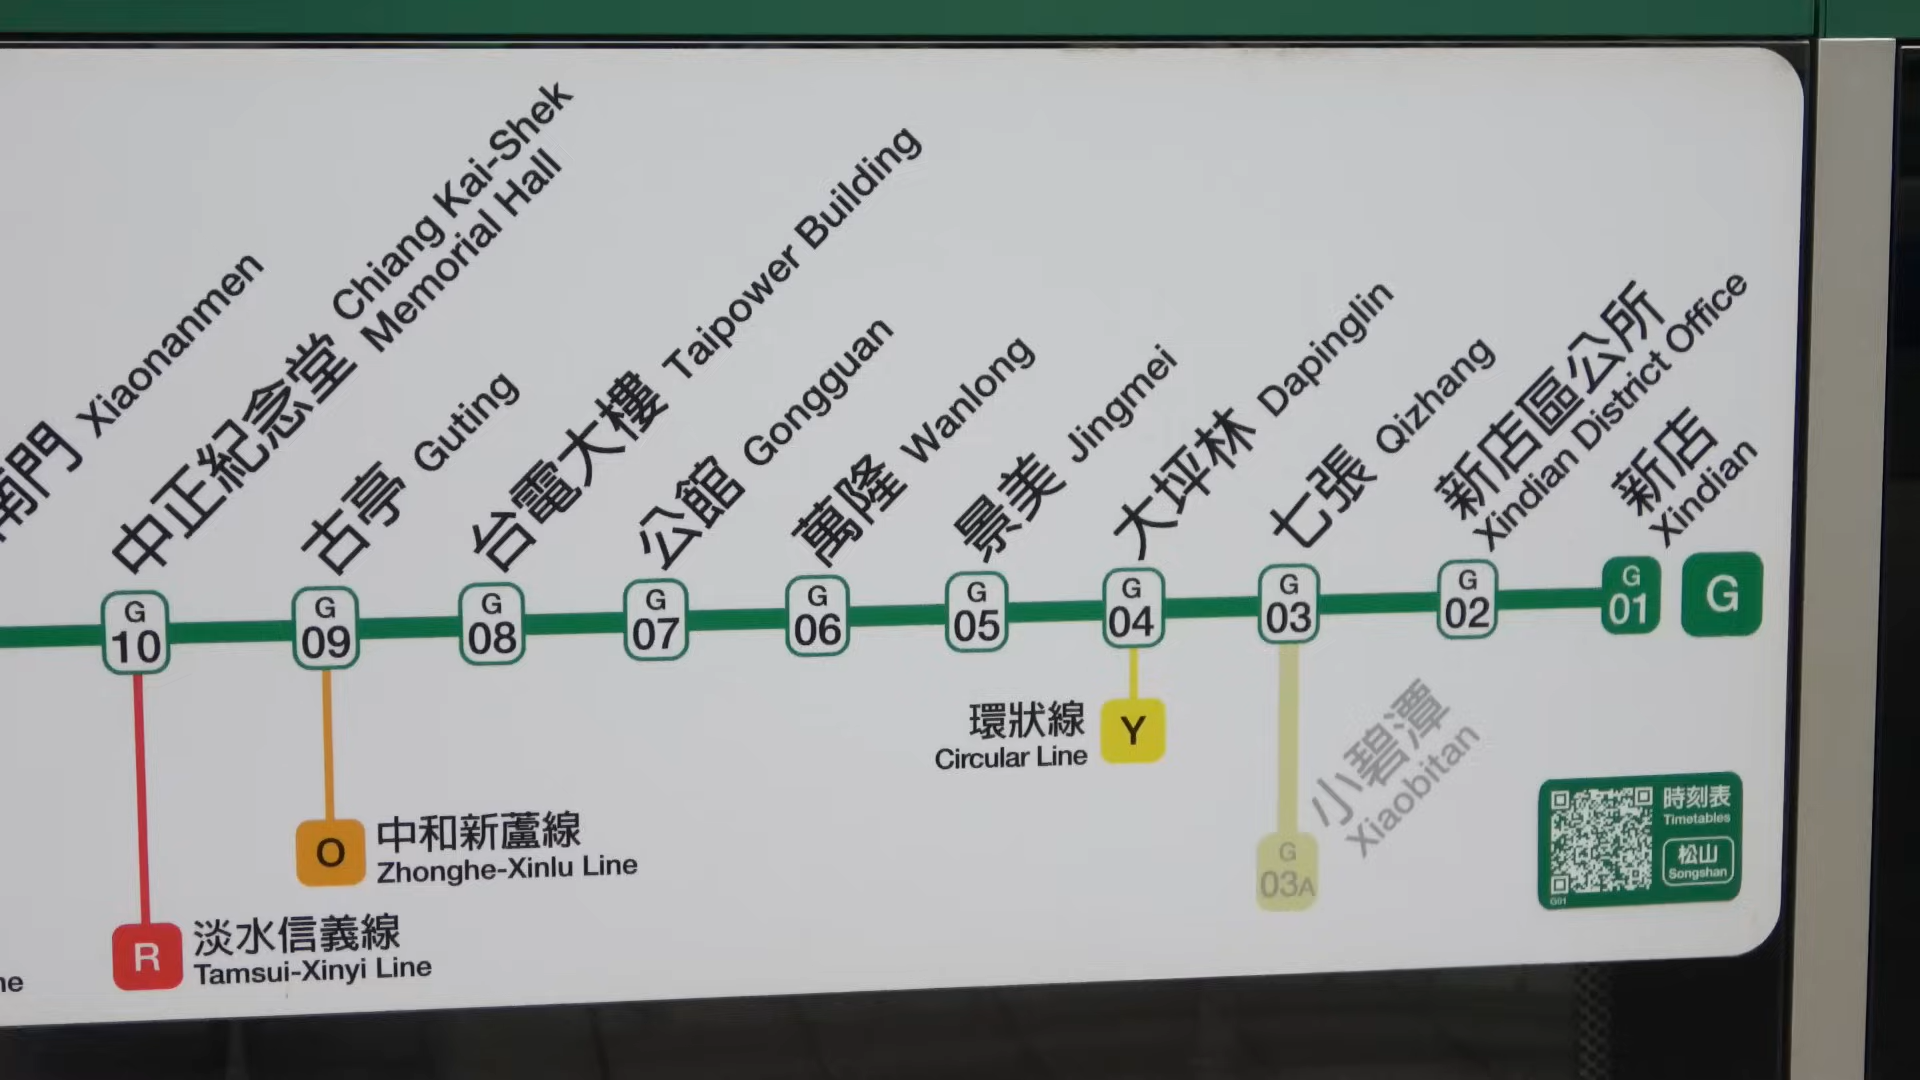 南門 Xiaonanmen
中正紀念堂 Chiang Kai-Shek
Memorial Hall
古亭 Guting
台電大樓 Taipower Building
公館 Gongguan
萬隆 Wanlong
景美 Jingmei
大坪林 Dapinglin
七張 Qizhang
新店區公所
Xindian District Office
新店
Xindian
G
10
G
09
G
08
G
07
G
06
G
05
G
04
G
03
G
02
G
01
G
環狀線
Circular Line
Y
小碧潭
Xiaobitan
G
03A
O
中和新蘆線
Zhonghe-Xinlu Line
R
淡水信義線
Tamsui-Xinyi Line
ne
時刻表
Timetables
松山
Songshan
G01